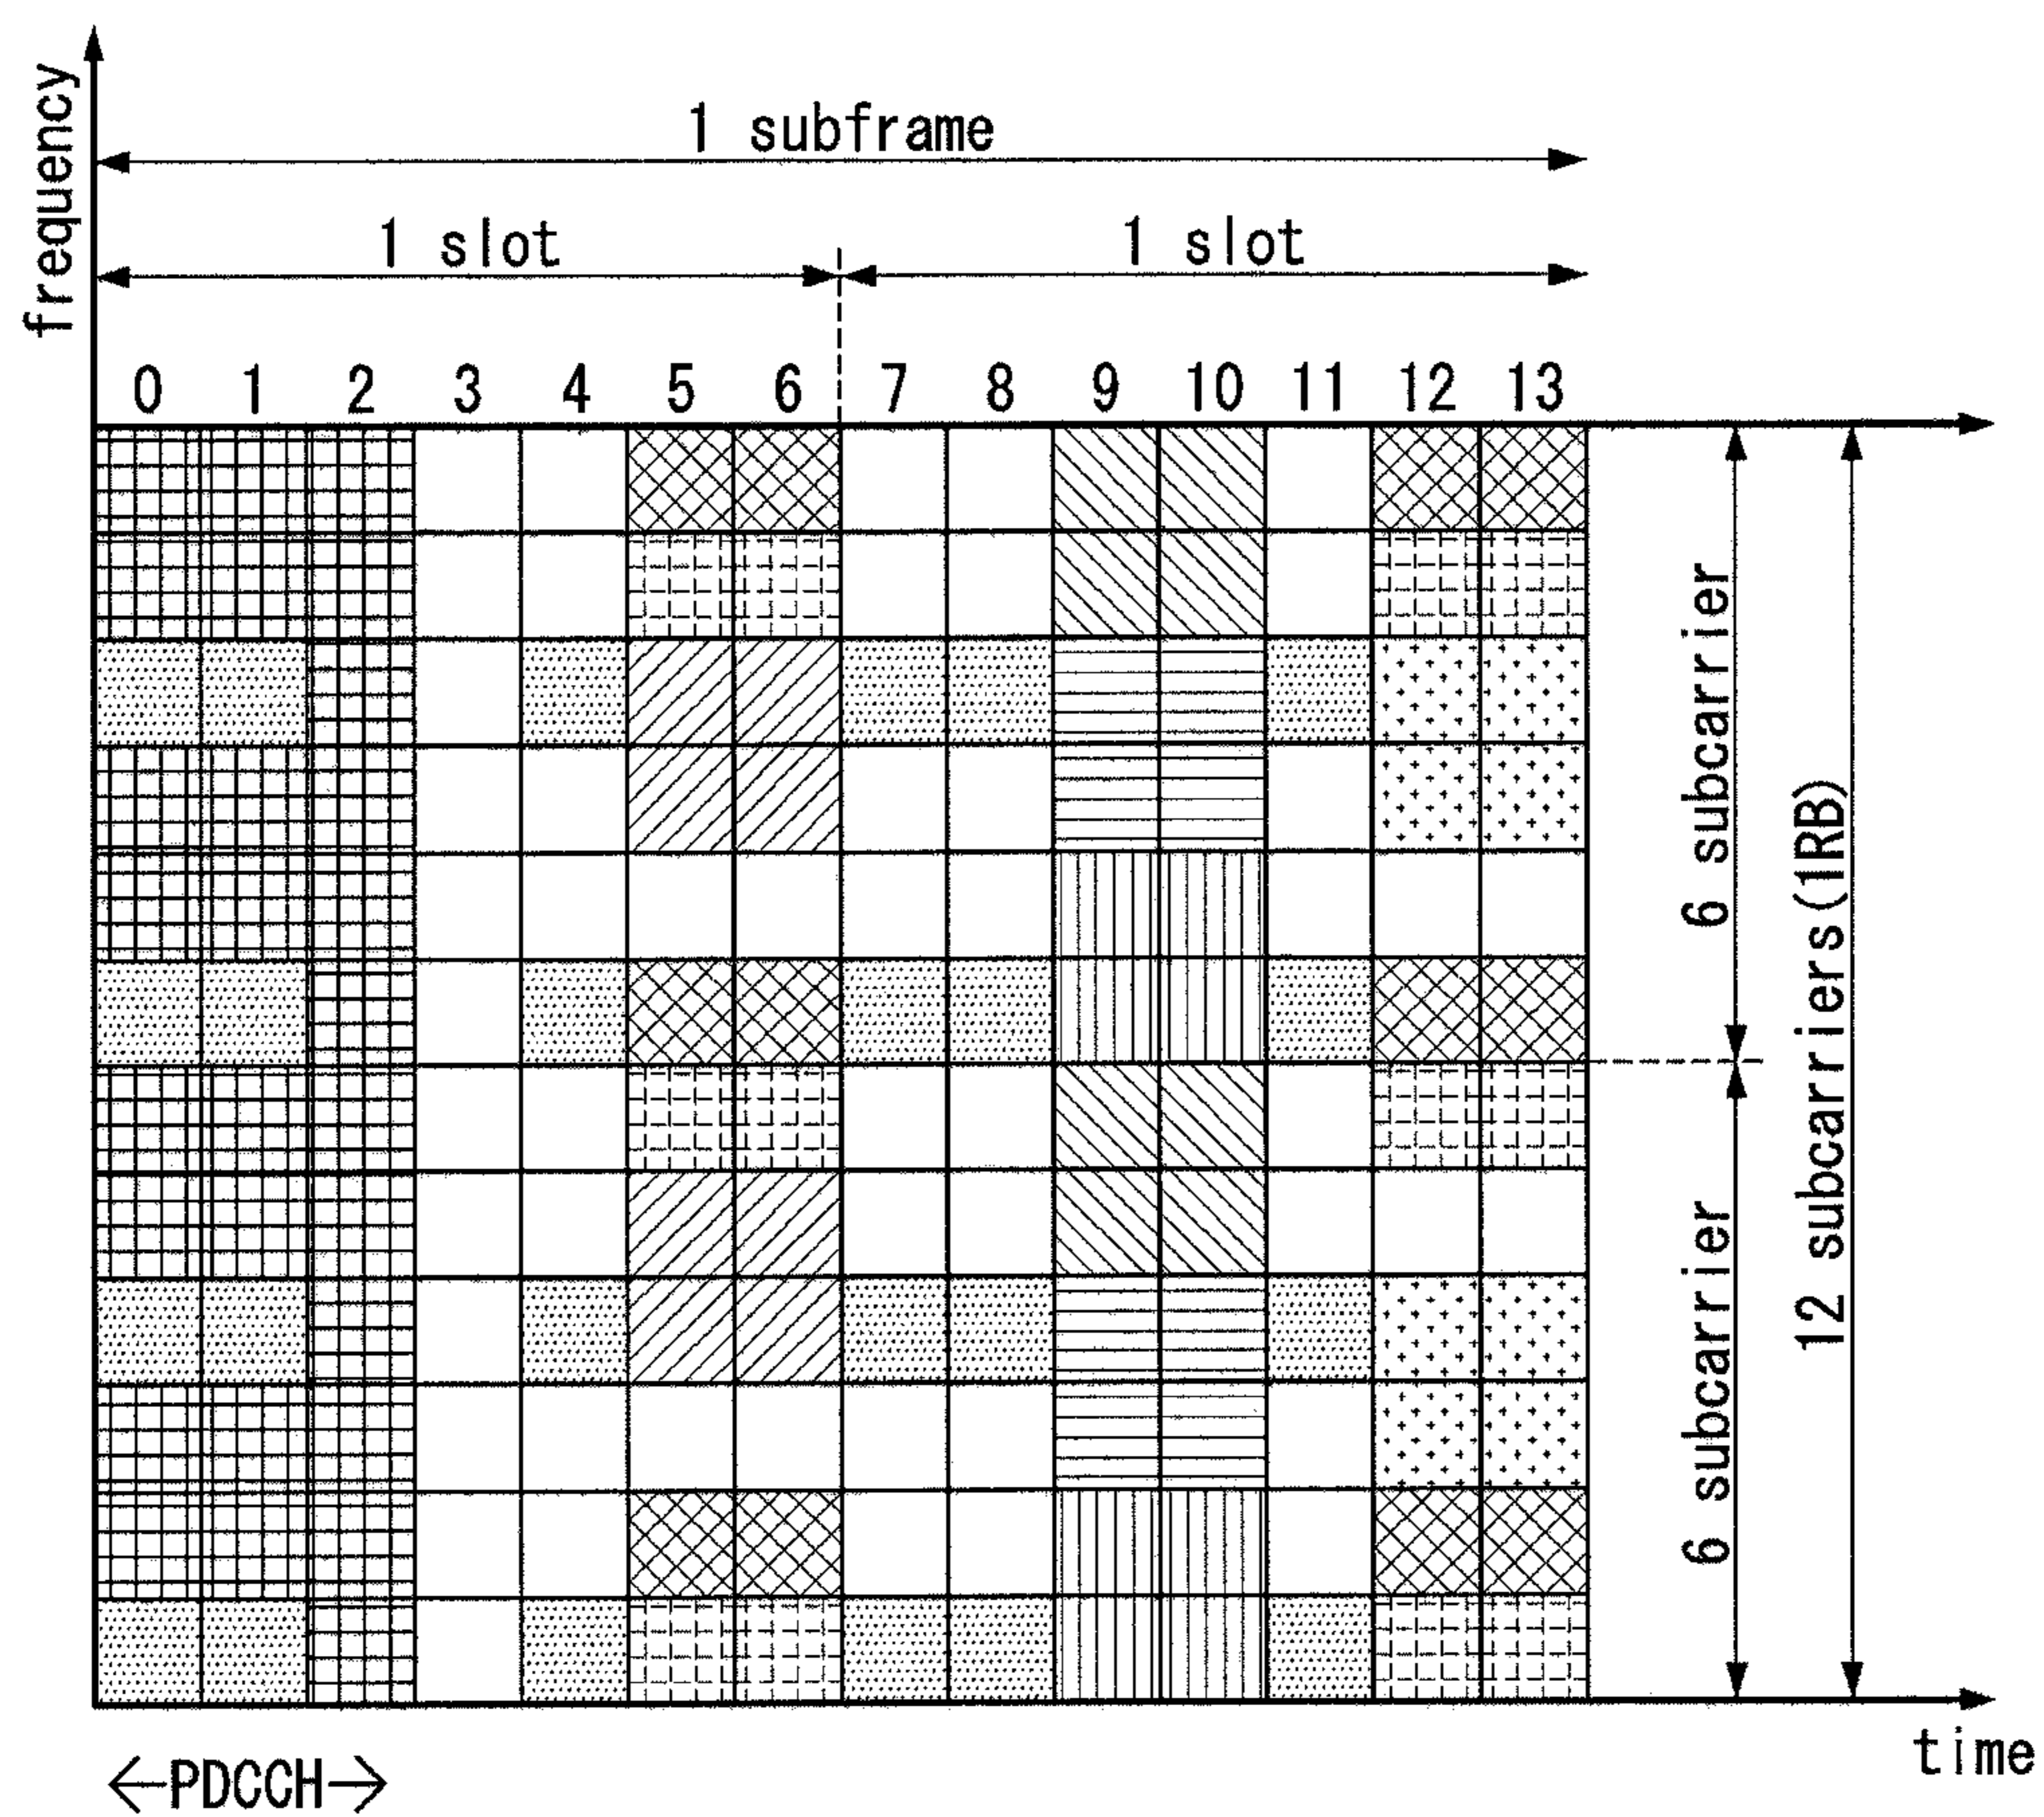 frequency
1 subframe
1 slot
1 slot
0 1 2 3 4 5 6 7 8 9 10 11 12 13
6 subcarrier
6 subcarrier
12 subcarriers(1RB)
time
←PDCCH→